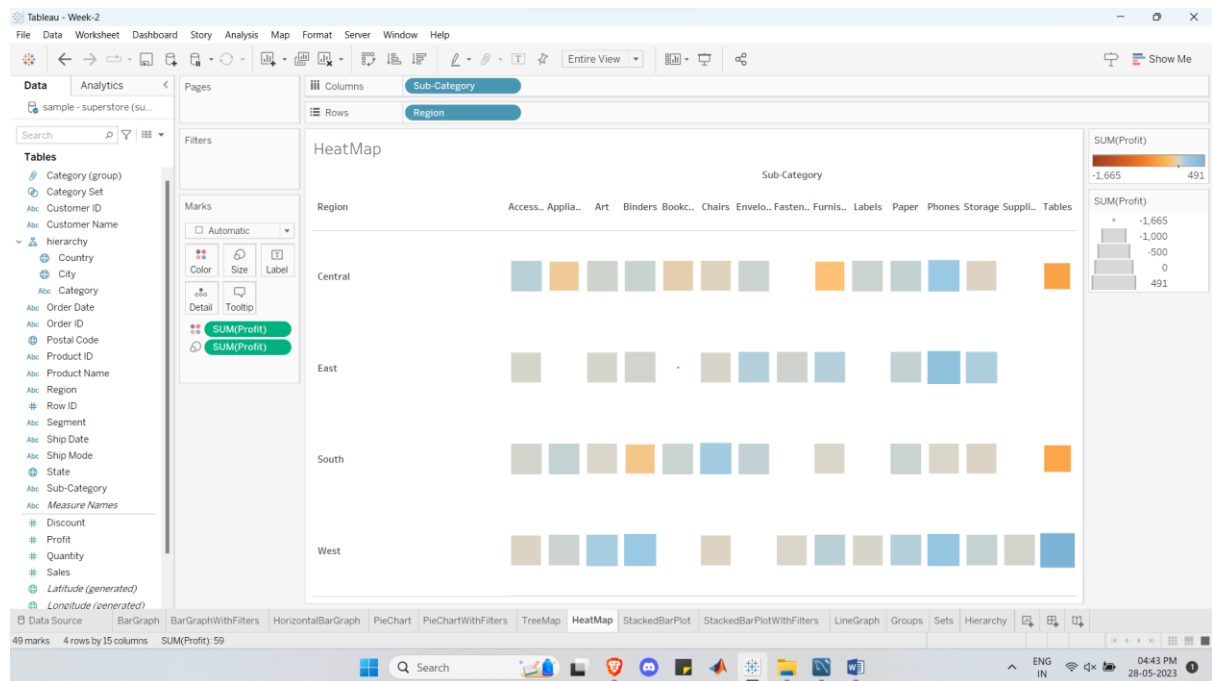 Tableau - Week-2
File Data Worksheet Dashboard Story Analysis Map Format Server Window Help
Entire View
Show Me
Data Analytics
Pages
Columns
Sub-Category
sample - superstore (su...
Rows
Region
Search
Filters
HeatMap
SUM(Profit)
-1,665 491
Tables
Category (group)
Category Set
Customer ID
Customer Name
hierarchy
Country
City
Category
Order Date
Order ID
Postal Code
Product ID
Product Name
Region
Row ID
Segment
Ship Date
Ship Mode
State
Sub-Category
Measure Names
Discount
Profit
Quantity
Sales
Latitude (generated)
Longitude (generated)
Marks
Automatic
Color Size Label
Detail Tooltip
SUM(Profit)
SUM(Profit)
Sub-Category
Region Access.. Applia.. Art Binders Bookc.. Chairs Envelo.. Fasten.. Furnis.. Labels Paper Phones Storage Suppli.. Tables
Central
East
South
West
SUM(Profit)
-1,665
-1,000
-500
0
491
Data Source BarGraph BarGraphWithFilters HorizontalBarGraph PieChart PieChartWithFilters TreeMap HeatMap StackedBarPlot StackedBarPlotWithFilters LineGraph Groups Sets Hierarchy
49 marks 4 rows by 15 columns SUM(Profit): 59
Search
ENG
IN
04:43 PM
28-05-2023
1